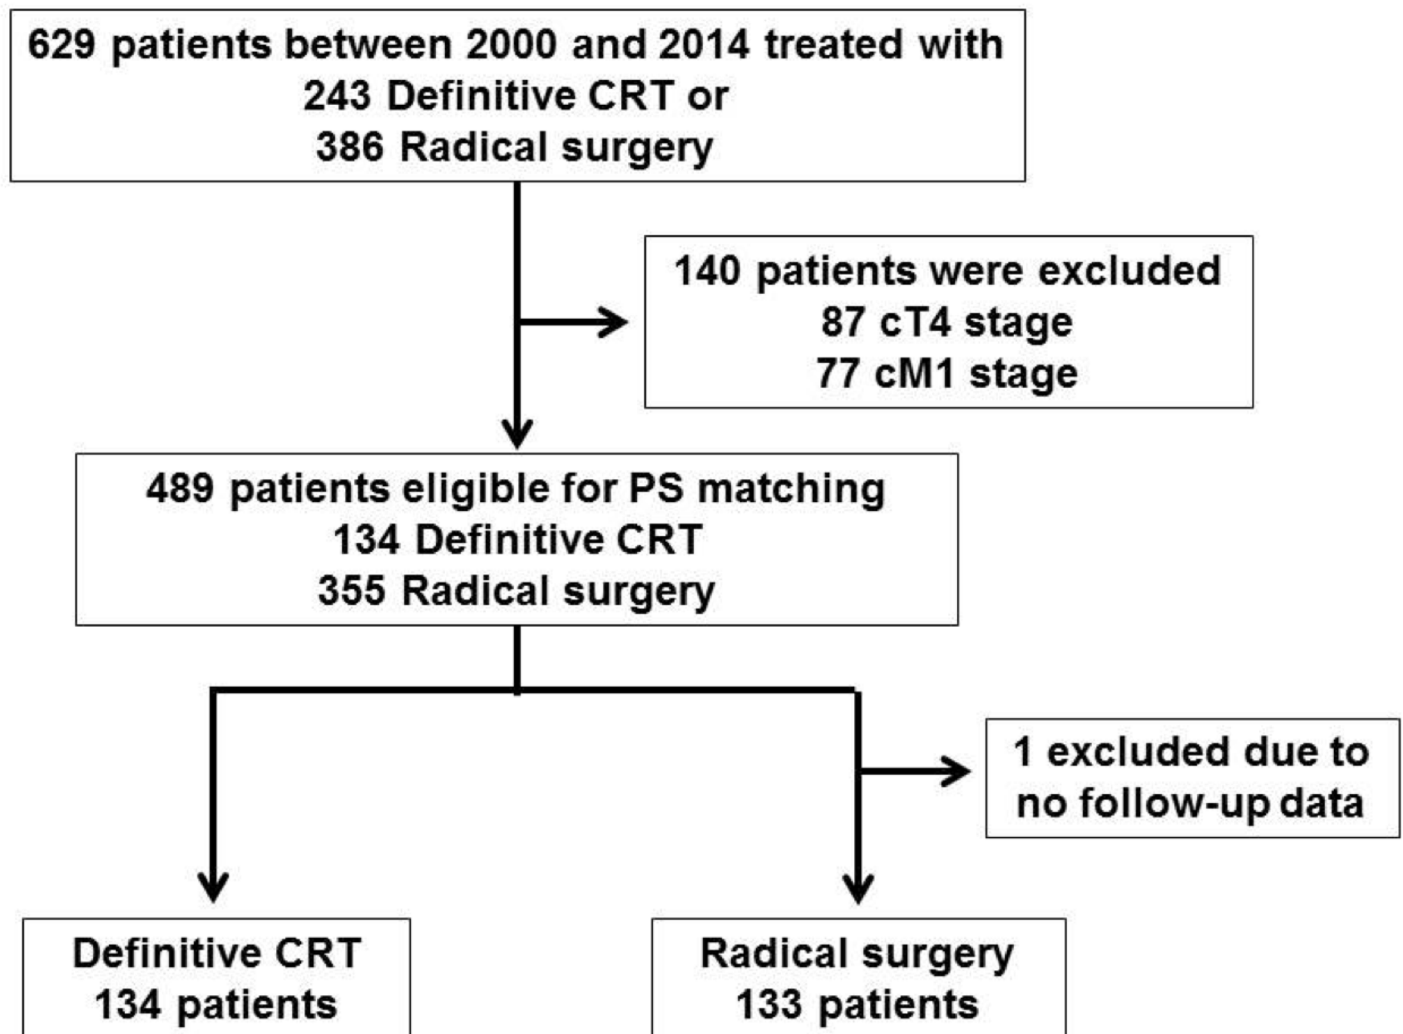 629 patients between 2000 and 2014 treated with
243 Definitive CRT or
386 Radical surgery
140 patients were excluded
87 cT4 stage
77 cM1 stage
489 patients eligible for PS matching
134 Definitive CRT
355 Radical surgery
1 excluded due to
no follow-up data
Definitive CRT
134 patients
Radical surgery
133 patients